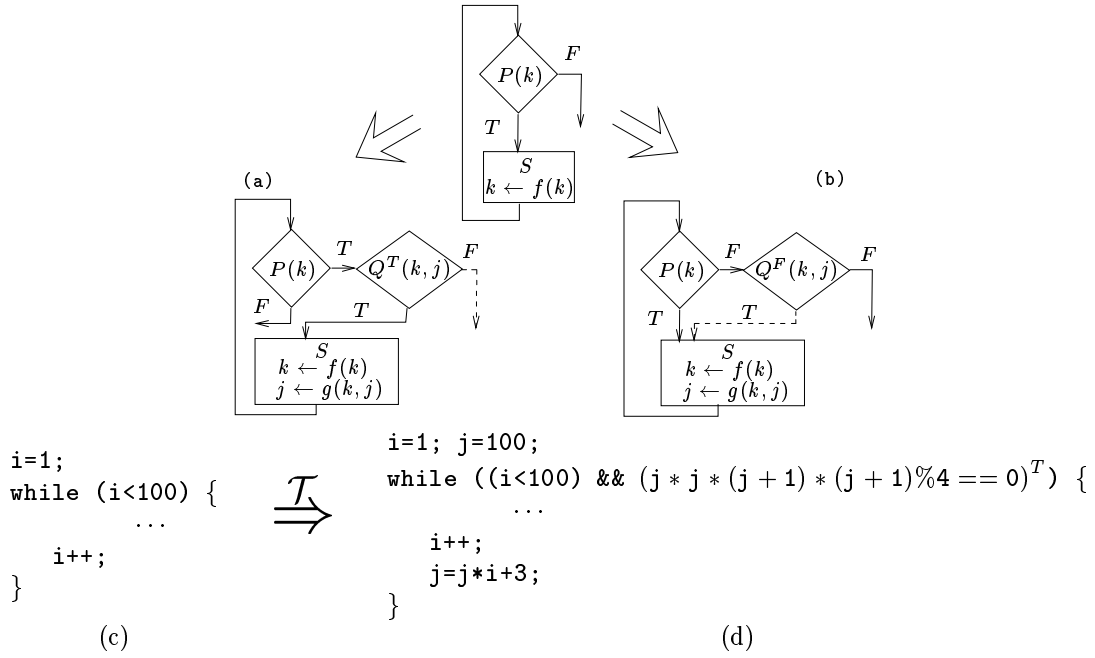 P(k)
F
T
S
k ← f(k)
(a)
P(k)
T
Q^T(k, j)
F
F
T
S
k ← f(k)
j ← g(k, j)
(b)
P(k)
F
Q^F(k, j)
F
T
T
S
k ← f(k)
j ← g(k, j)
i=1;
while (i<100) {
...
i++;
}
(c)
𝒯
⇒
i=1; j=100;
while ((i<100) && (j * j * (j + 1) * (j + 1)%4 == 0)^T) {
...
i++;
j=j*i+3;
}
(d)